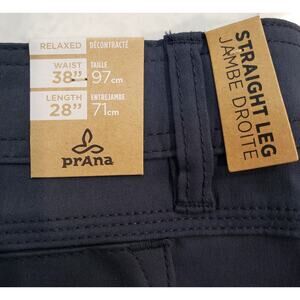 RELAXED DÉCONTRACTÉ
WAIST TAILLE
38" 97cm
LENGTH ENTREJAMBE
28" 71cm
prAna
STRAIGHT LEG
JAMBE DROITE